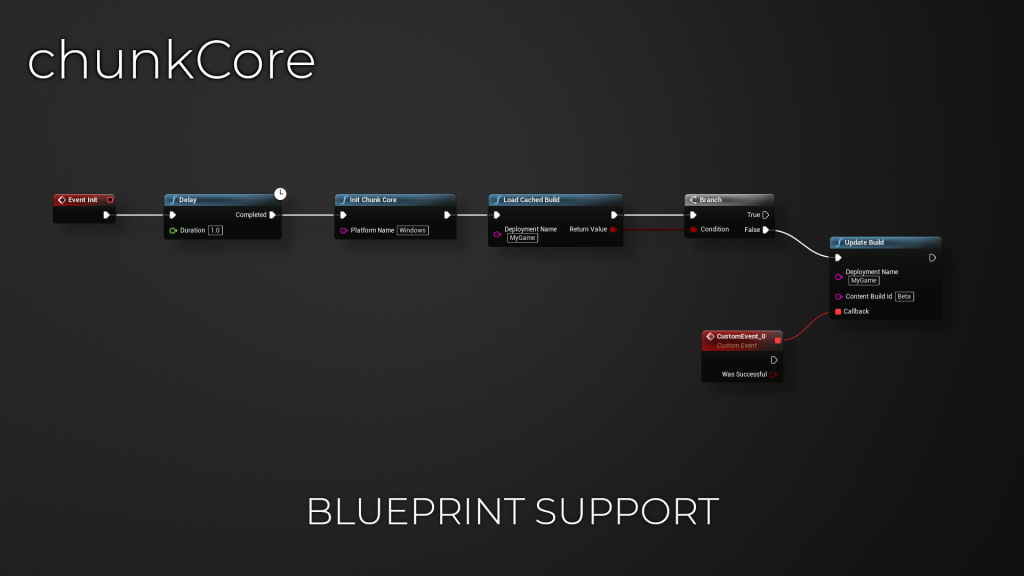 chunkCore
Event Init
Delay
Completed
Duration 1.0
Init Chunk Core
Platform Name Windows
Load Cached Build
Deployment Name
MyGame
Return Value
Branch
True
Condition
False
Update Build
Deployment Name
MyGame
Content Build Id Beta
Callback
CustomEvent_0
Custom Event
Was Successful
BLUEPRINT SUPPORT